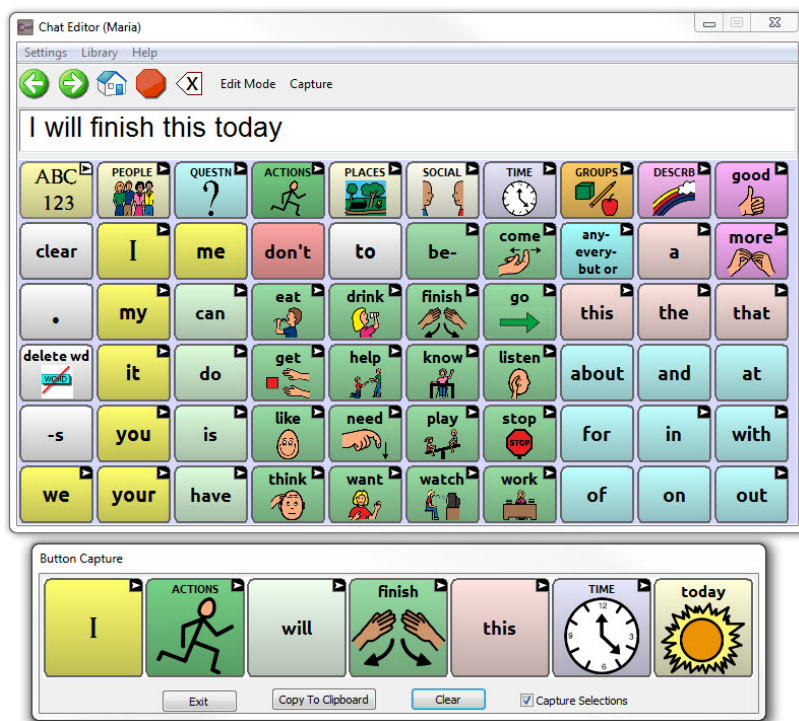 Chat Editor (Maria)
Settings Library Help
X Edit Mode Capture
I will finish this today
ABC 123 PEOPLE QUESTN ? ACTIONS PLACES SOCIAL TIME GROUPS DESCRB good
clear I me don't to be- come any- every- but or a more
. my can eat drink finish go this the that
delete wd WORD it do get help know listen about and at
-s you is like need play stop STOP for in with
we your have think want watch work of on out
Button Capture
I ACTIONS will finish this TIME 12 3 6 9 today
Exit Copy To Clipboard Clear Capture Selections